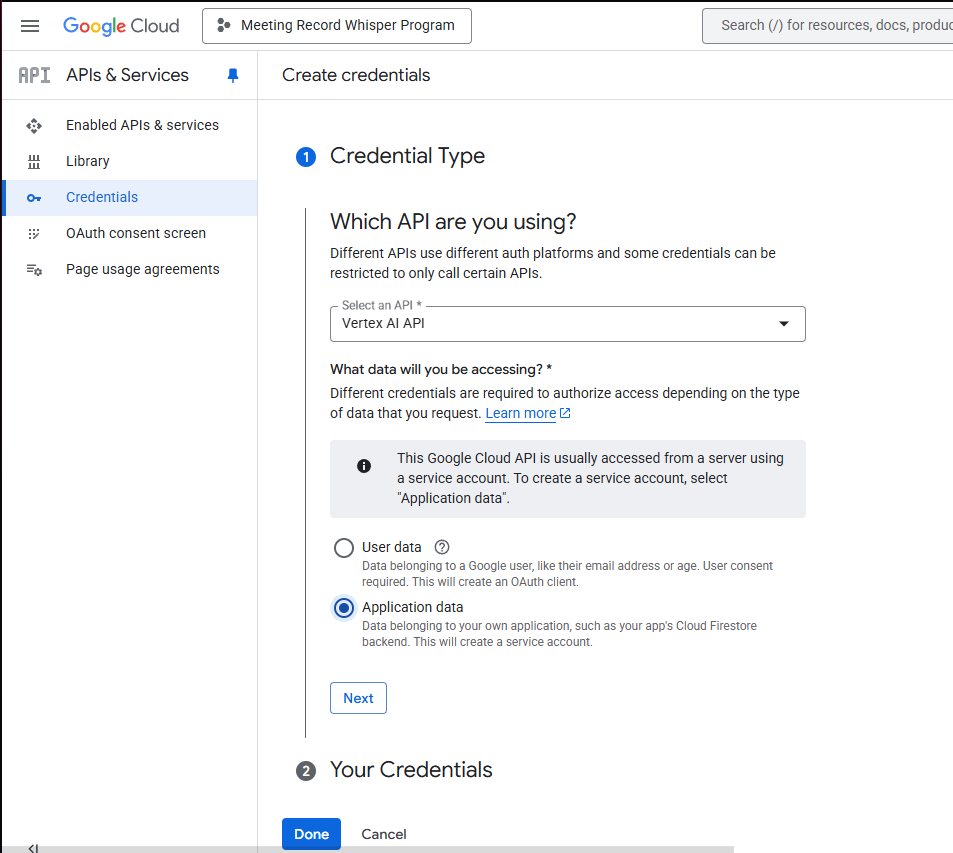 Google Cloud
Meeting Record Whisper Program
Search (/) for resources, docs, produc
API
APIs & Services
Create credentials
Enabled APIs & services
Library
Credentials
OAuth consent screen
Page usage agreements
1
Credential Type
Which API are you using?
Different APIs use different auth platforms and some credentials can be
restricted to only call certain APIs.
Select an API *
Vertex AI API
What data will you be accessing? *
Different credentials are required to authorize access depending on the type
of data that you request. Learn more
This Google Cloud API is usually accessed from a server using
a service account. To create a service account, select
"Application data".
User data
Data belonging to a Google user, like their email address or age. User consent
required. This will create an OAuth client.
Application data
Data belonging to your own application, such as your app's Cloud Firestore
backend. This will create a service account.
Next
2
Your Credentials
Done
Cancel